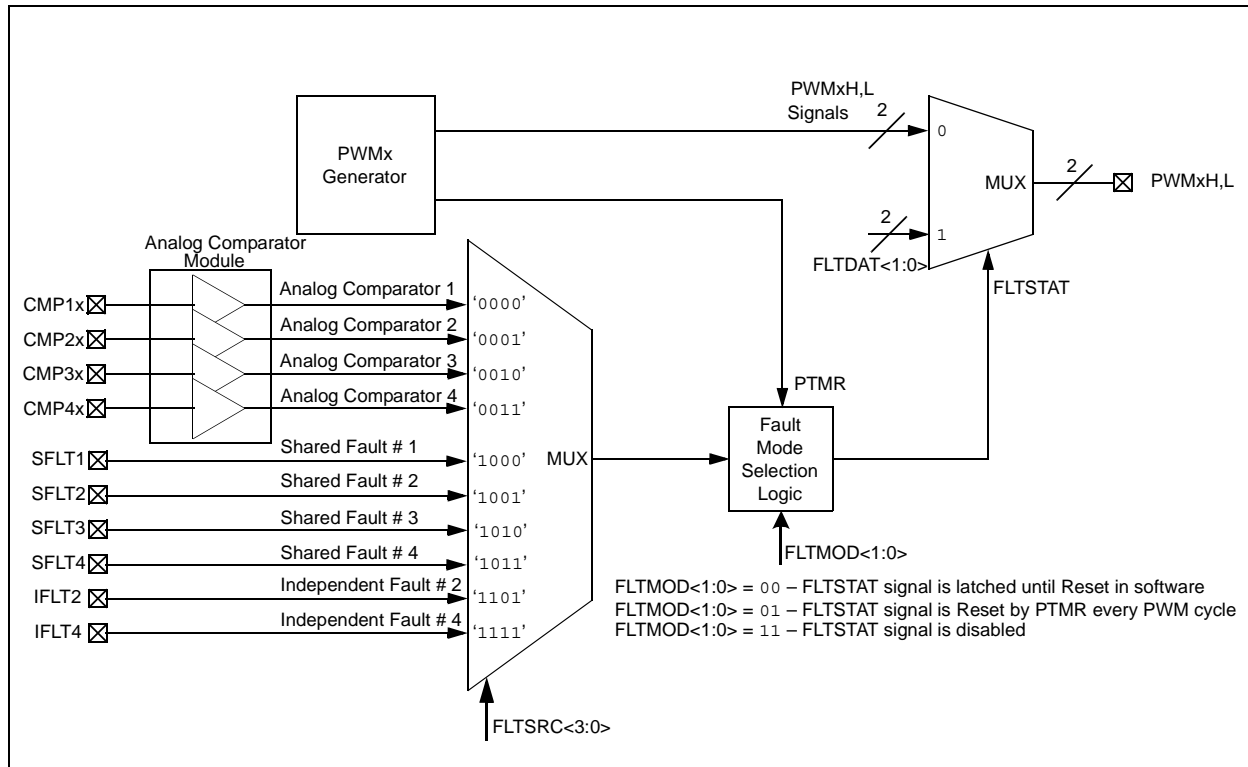 PWMxH,L
Signals
2
0
PWMx
Generator
MUX
2
PWMxH,L
2
1
FLTDAT<1:0>
FLTSTAT
Analog Comparator
Module
CMP1x
Analog Comparator 1
‘0000’
CMP2x
Analog Comparator 2
‘0001’
CMP3x
Analog Comparator 3
‘0010’
CMP4x
Analog Comparator 4
‘0011’
PTMR
Fault
Mode
Selection
Logic
SFLT1
Shared Fault # 1
‘1000’
MUX
SFLT2
Shared Fault # 2
‘1001’
SFLT3
Shared Fault # 3
‘1010’
SFLT4
Shared Fault # 4
‘1011’
IFLT2
Independent Fault # 2
‘1101’
IFLT4
Independent Fault # 4
‘1111’
FLTMOD<1:0>
FLTMOD<1:0> = 00 – FLTSTAT signal is latched until Reset in software
FLTMOD<1:0> = 01 – FLTSTAT signal is Reset by PTMR every PWM cycle
FLTMOD<1:0> = 11 – FLTSTAT signal is disabled
FLTSRC<3:0>